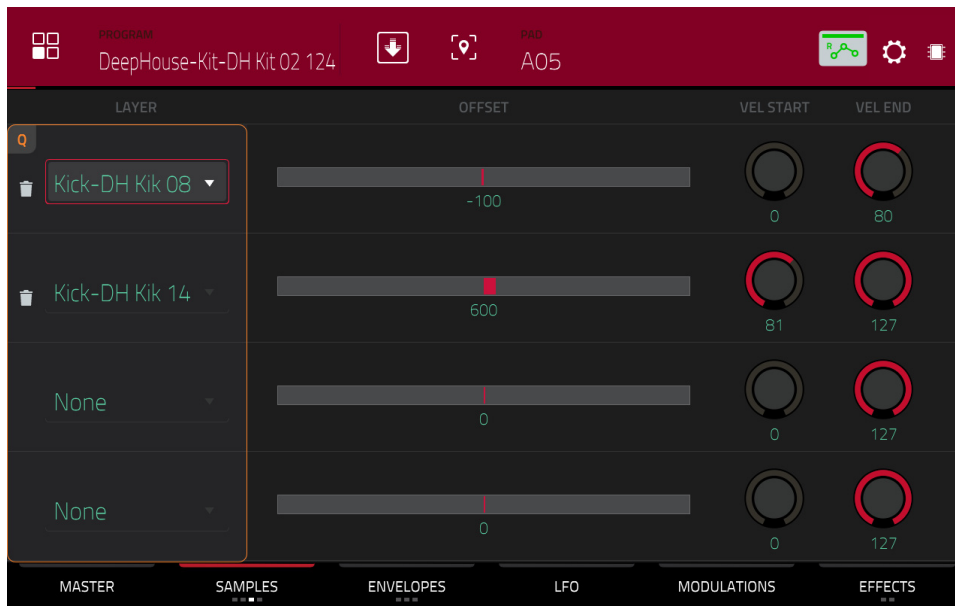 PROGRAM
DeepHouse-Kit-DH Kit 02 124
PAD
A05
R
LAYER OFFSET VEL START VEL END
Q
Kick-DH Kik 08
-100
0 80
Kick-DH Kik 14
600
81 127
None
0
0 127
None
0
0 127
MASTER SAMPLES ENVELOPES LFO MODULATIONS EFFECTS